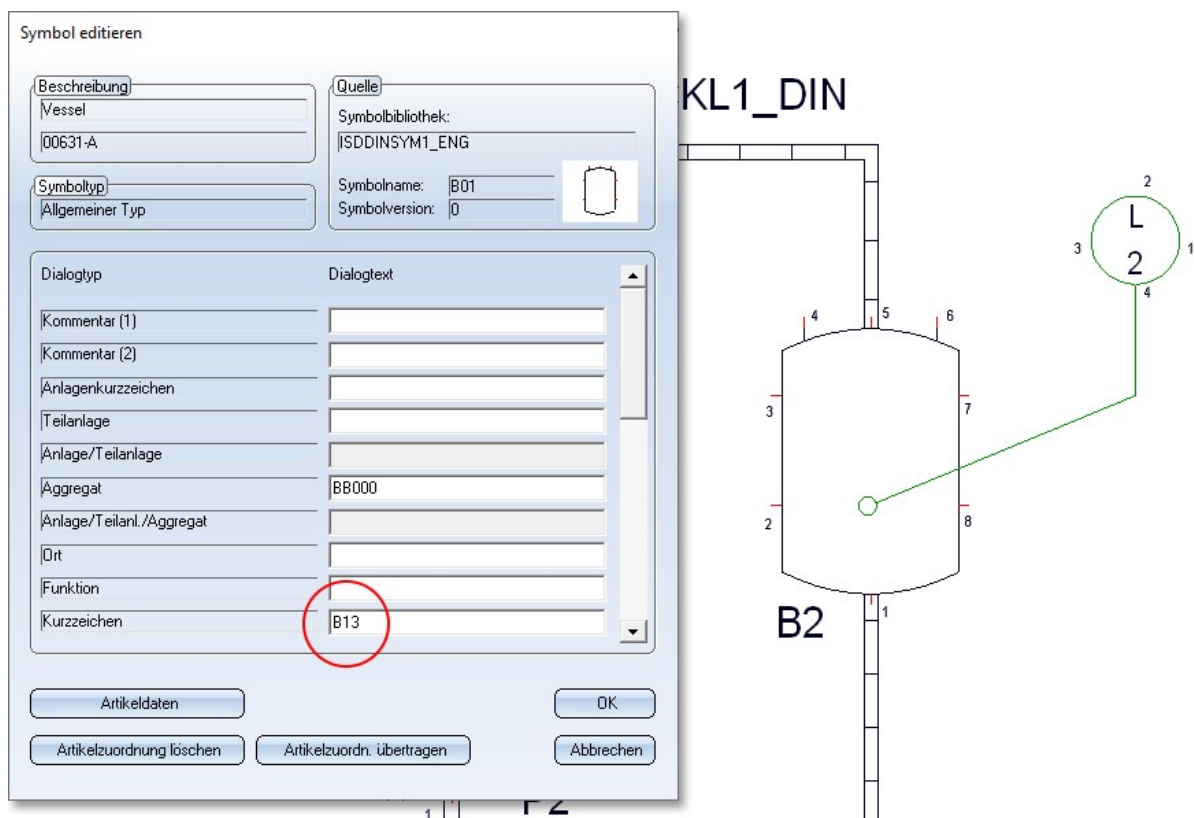 Symbol editieren
Beschreibung
Vessel
00631-A
Symboltyp
Allgemeiner Typ
Quelle
Symbolbibliothek:
ISDDINSYM1_ENG
Symbolname: B01
Symbolversion: 0
Dialogtyp Dialogtext
Kommentar (1)
Kommentar (2)
Anlagenkurzzeichen
Teilanlage
Anlage/Teilanlage
Aggregat BB000
Anlage/Teilanl./Aggregat
Ort
Funktion
Kurzzeichen B13
Artikeldaten OK
Artikelzuordnung löschen Artikelzuordn. übertragen Abbrechen
KL1_DIN
2
L
3 1
2
4
4 5 6
3 7
2 8
B2 1
1 P2